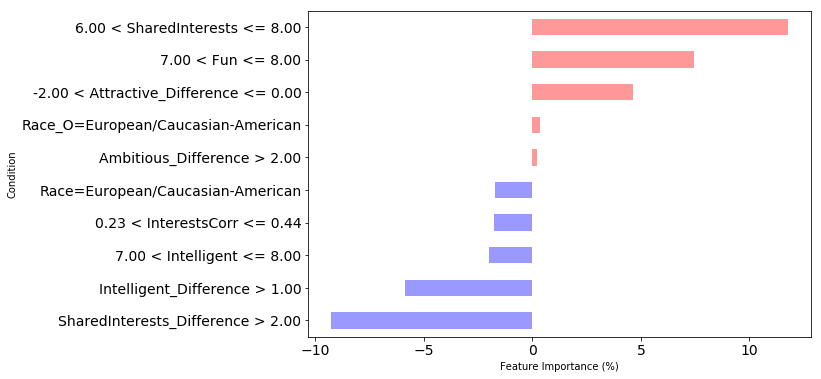 6.00 < SharedInterests <= 8.00
7.00 < Fun <= 8.00
-2.00 < Attractive_Difference <= 0.00
Race_O=European/Caucasian-American
Ambitious_Difference > 2.00
Race=European/Caucasian-American
0.23 < InterestsCorr <= 0.44
7.00 < Intelligent <= 8.00
Intelligent_Difference > 1.00
SharedInterests_Difference > 2.00
Condition
−10 −5 0 5 10
Feature Importance (%)